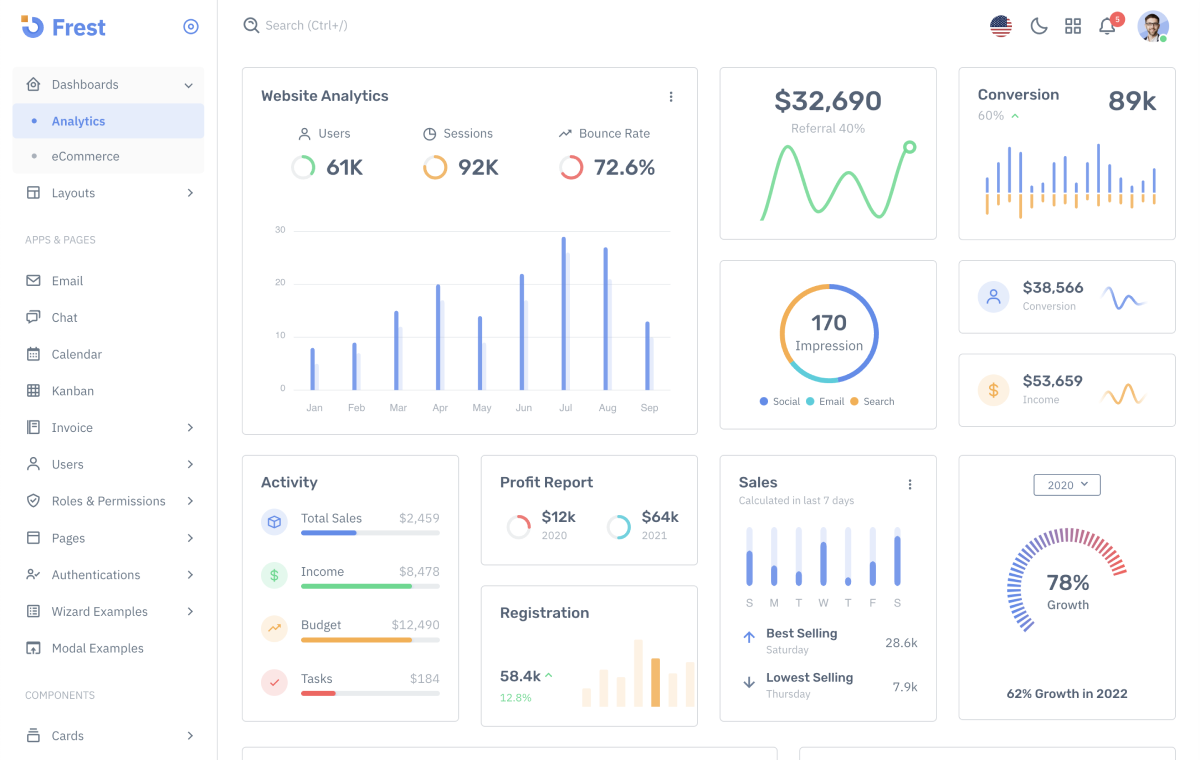 Frest
Search (Ctrl+/)
5
Dashboards
Analytics
eCommerce
Layouts
APPS & PAGES
Email
Chat
Calendar
Kanban
Invoice
Users
Roles & Permissions
Pages
Authentications
Wizard Examples
Modal Examples
COMPONENTS
Cards
Website Analytics
Users
61K
Sessions
92K
Bounce Rate
72.6%
30
20
10
0
Jan Feb Mar Apr May Jun Jul Aug Sep
$32,690
Referral 40%
Conversion
60%
89k
170
Impression
Social Email Search
$38,566
Conversion
$53,659
Income
Activity
Total Sales $2,459
Income $8,478
Budget $12,490
Tasks $184
Profit Report
$12k
2020
$64k
2021
Registration
58.4k
12.8%
Sales
Calculated in last 7 days
S M T W T F S
Best Selling
Saturday
28.6k
Lowest Selling
Thursday
7.9k
2020
78%
Growth
62% Growth in 2022